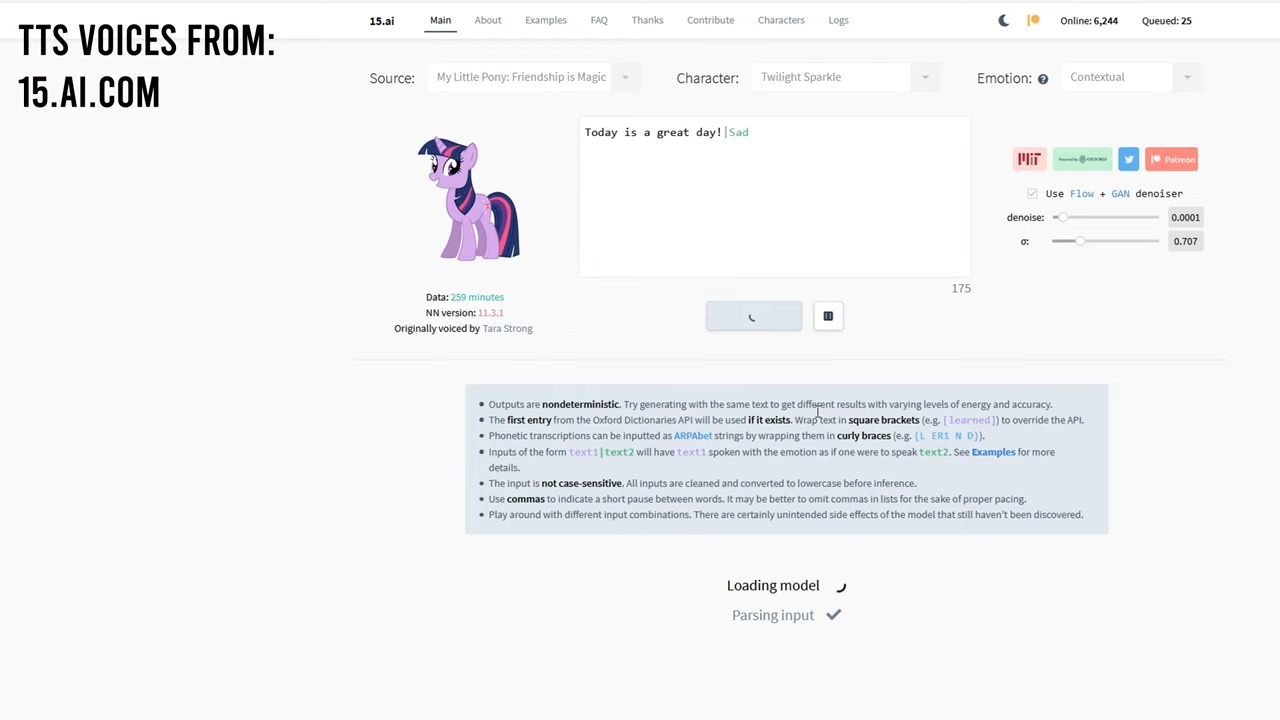 TTS VOICES FROM:
15.AI.COM
15.ai
Main
About
Examples
FAQ
Thanks
Contribute
Characters
Logs
Online: 6,244
Queued: 25
Source:
My Little Pony: Friendship is Magic
Character:
Twilight Sparkle
Emotion:
?
Contextual
Today is a great day!|Sad
175
MIT
Powered by OXFORD
Patreon
Use Flow + GAN denoiser
denoise:
0.0001
σ:
0.707
Data: 259 minutes
NN version: 11.3.1
Originally voiced by Tara Strong
Outputs are nondeterministic. Try generating with the same text to get different results with varying levels of energy and accuracy.
The first entry from the Oxford Dictionaries API will be used if it exists. Wrap text in square brackets (e.g. [learned]) to override the API.
Phonetic transcriptions can be inputted as ARPAbet strings by wrapping them in curly braces (e.g. {L ER1 N D}).
Inputs of the form text1|text2 will have text1 spoken with the emotion as if one were to speak text2. See Examples for more
details.
The input is not case-sensitive. All inputs are cleaned and converted to lowercase before inference.
Use commas to indicate a short pause between words. It may be better to omit commas in lists for the sake of proper pacing.
Play around with different input combinations. There are certainly unintended side effects of the model that still haven't been discovered.
Loading model
Parsing input